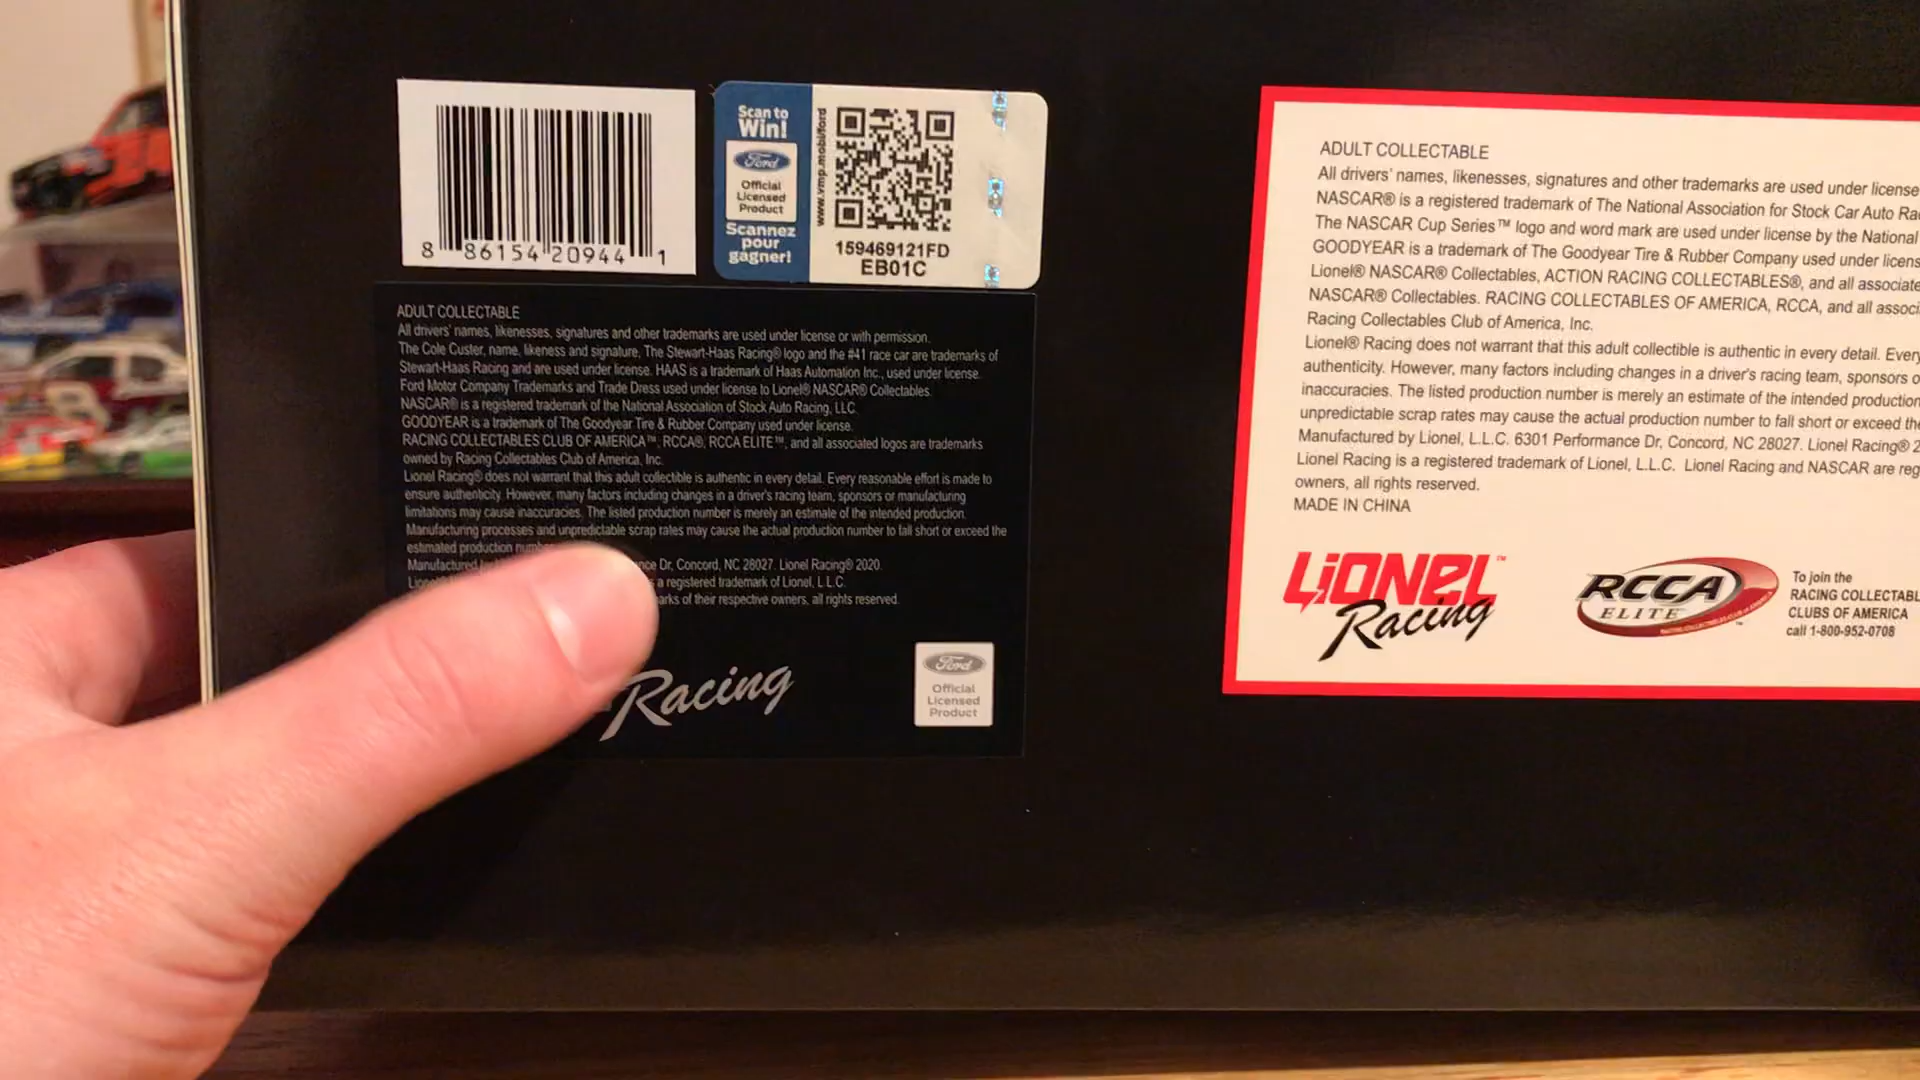 8 86154 20944 1
Scan to
Win!
Ford
Official
Licensed
Product
Scannez
pour
gagner!
www.vmp.mobi/ford
159469121FD
EB01C
ADULT COLLECTABLE
All drivers' names, likenesses, signatures and other trademarks are used under license or with permission.
The Cole Custer, name, likeness and signature, The Stewart-Haas Racing® logo and the #41 race car are trademarks of
Stewart-Haas Racing and are used under license. HAAS is a trademark of Haas Automation Inc., used under license.
Ford Motor Company Trademarks and Trade Dress used under license to Lionel® NASCAR® Collectables.
NASCAR® is a registered trademark of the National Association of Stock Auto Racing, LLC.
GOODYEAR is a trademark of The Goodyear Tire & Rubber Company used under license.
RACING COLLECTABLES CLUB OF AMERICA™, RCCA®, RCCA ELITE™, and all associated logos are trademarks
owned by Racing Collectables Club of America, Inc.
Lionel Racing® does not warrant that this adult collectible is authentic in every detail. Every reasonable effort is made to
ensure authenticity. However, many factors including changes in a driver's racing team, sponsors or manufacturing
limitations may cause inaccuracies. The listed production number is merely an estimate of the intended production.
Manufacturing processes and unpredictable scrap rates may cause the actual production number to fall short or exceed the
estimated production
Manufactured Dr, Concord, NC 28027. Lionel Racing® 2020.
a registered trademark of Lionel, L.L.C.
of their respective owners, all rights reserved.
Racing
Ford
Official
Licensed
Product
ADULT COLLECTABLE
All drivers' names, likenesses, signatures and other trademarks are used under license
NASCAR® is a registered trademark of The National Association for Stock Car Auto
The NASCAR Cup Series™ logo and word mark are used under license by the National
GOODYEAR is a trademark of The Goodyear Tire & Rubber Company used under
Lionel® NASCAR® Collectables, ACTION RACING COLLECTABLES®, and all
NASCAR® Collectables. RACING COLLECTABLES OF AMERICA, RCCA, and all
Racing Collectables Club of America, Inc.
Lionel® Racing does not warrant that this adult collectible is authentic in every detail.
authenticity. However, many factors including changes in a driver's racing team, sponsors
inaccuracies. The listed production number is merely an estimate of the intended production
unpredictable scrap rates may cause the actual production number to fall short or exceed
Manufactured by Lionel, L.L.C. 6301 Performance Dr, Concord, NC 28027. Lionel Racing®
Lionel Racing is a registered trademark of Lionel, L.L.C. Lionel Racing and NASCAR are
owners, all rights reserved.
MADE IN CHINA
LIONEL™
Racing
RCCA
ELITE
To join the
RACING
CLUBS OF AMERICA
call 1-800-952-0708